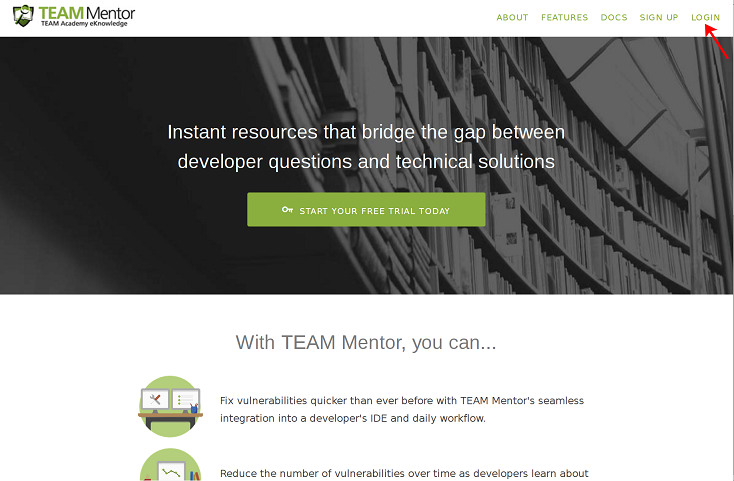 TEAM Mentor
TEAM Academy eKnowledge
ABOUT FEATURES DOCS SIGN UP LOGIN
Instant resources that bridge the gap between
developer questions and technical solutions
START YOUR FREE TRIAL TODAY
With TEAM Mentor, you can...
Fix vulnerabilities quicker than ever before with TEAM Mentor's seamless
integration into a developer's IDE and daily workflow.
Reduce the number of vulnerabilities over time as developers learn about